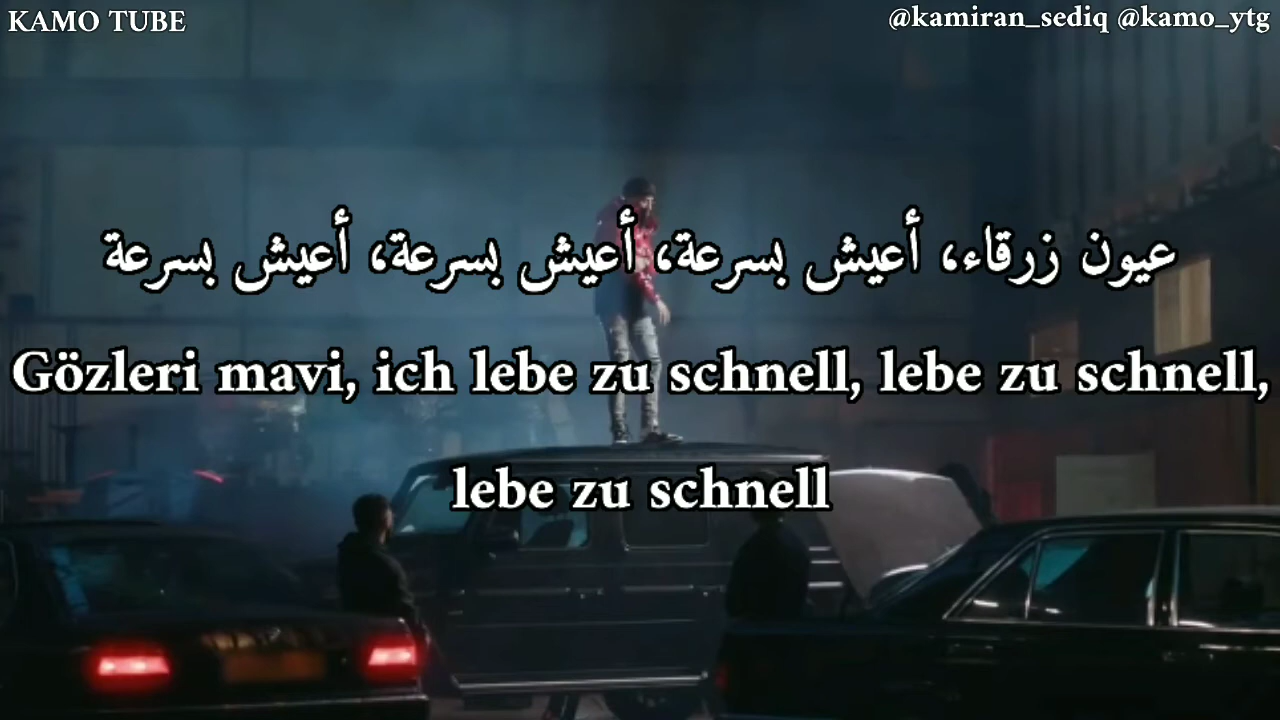 KAMO TUBE
@kamiran_sediq @kamo_ytg
عيون زرقاء، أعيش بسرعة، أعيش بسرعة، أعيش بسرعة
Gözleri mavi, ich lebe zu schnell, lebe zu schnell,
lebe zu schnell